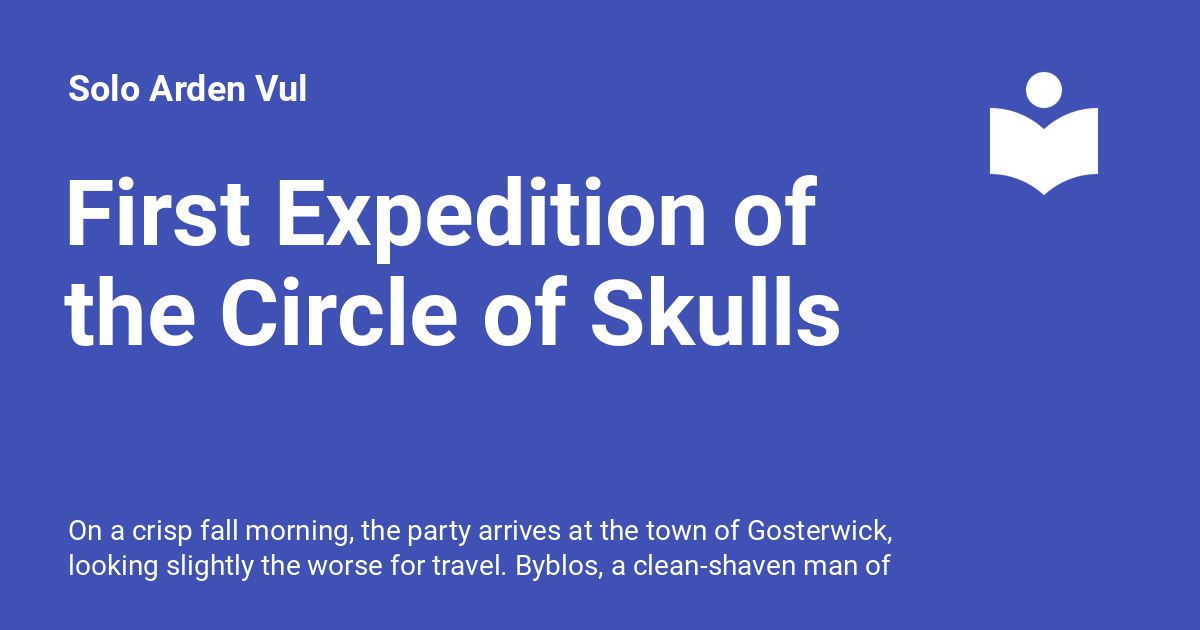 Solo Arden Vul
First Expedition of
the Circle of Skulls
On a crisp fall morning, the party arrives at the town of Gosterwick,
looking slightly the worse for travel. Byblos, a clean-shaven man of